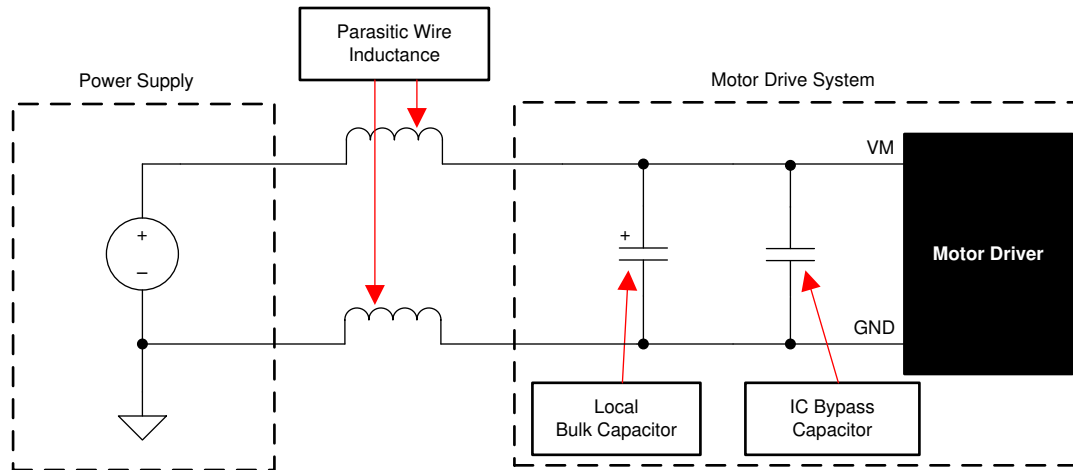 Parasitic Wire
Inductance
Power Supply
Motor Drive System
VM
+
−
+
Motor Driver
GND
Local
Bulk Capacitor
IC Bypass
Capacitor